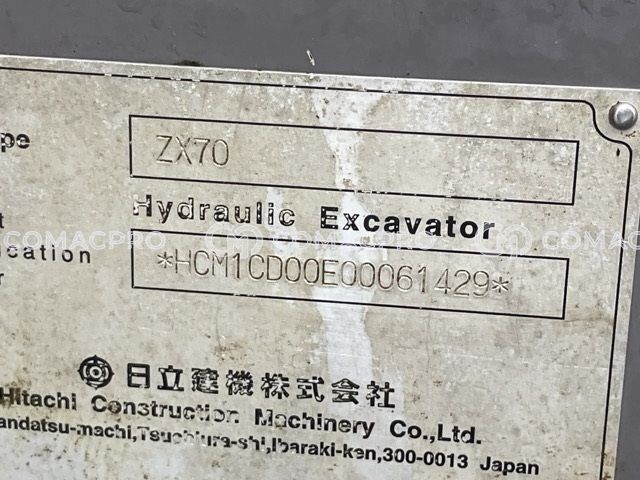 pe
ZX70
Hydraulic Excavator
COMACPRO COMACPRO COMACPRO
cation
*HCM1CD00E00061429*
r
日立建機株式会社
Hitachi Construction Machinery Co.,Ltd.
andatsu-machi,Tsuchiura-shi,Ibaraki-ken,300-0013 Japan